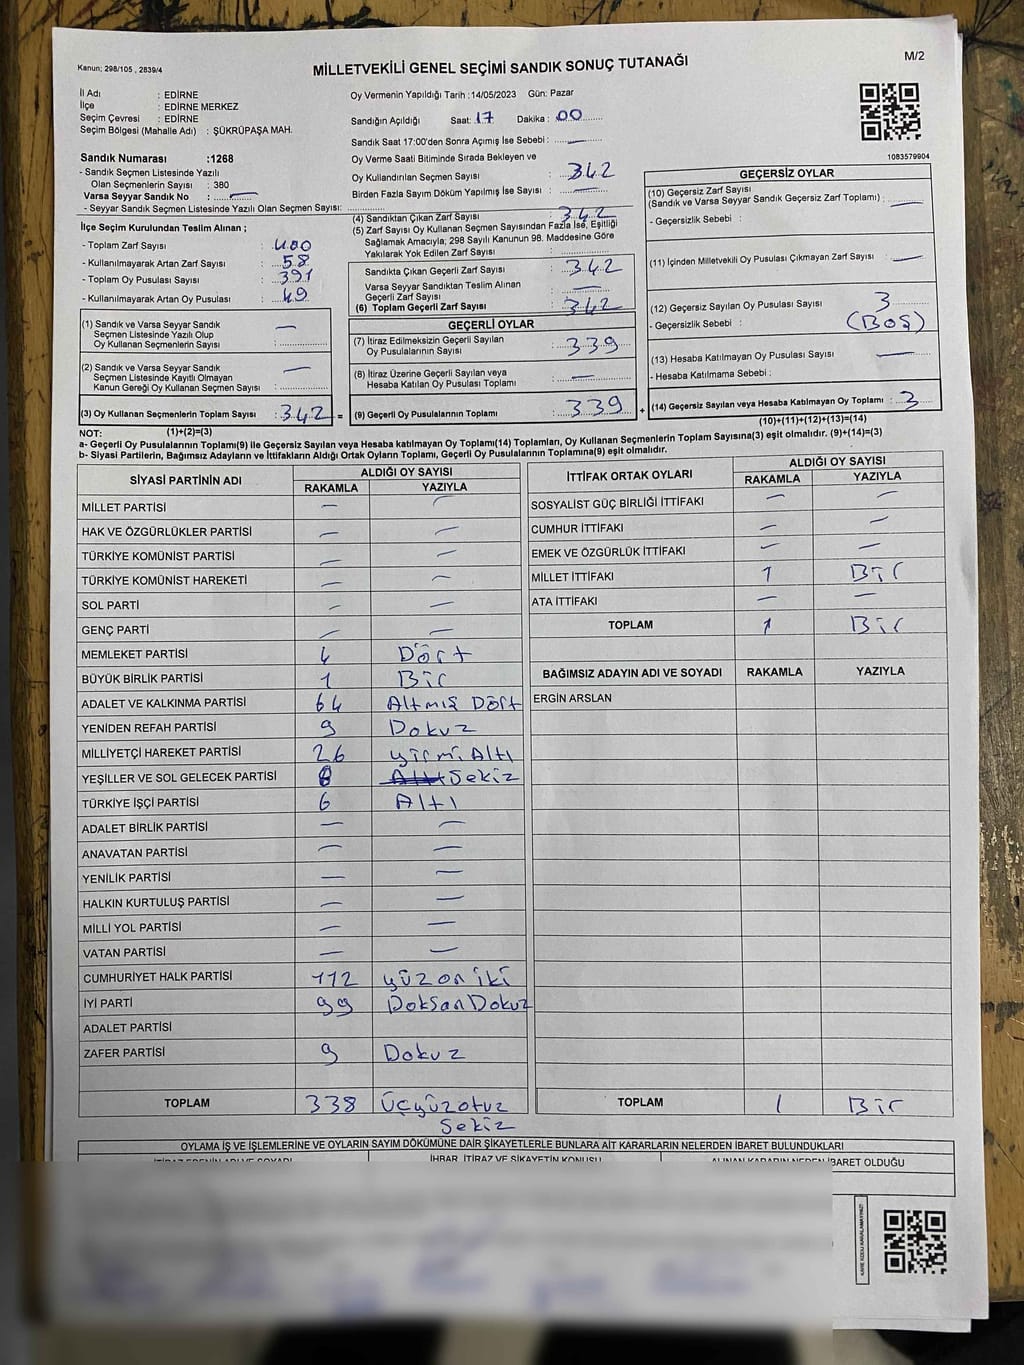 Kanun; 298/105 , 2839/4
MİLLETVEKİLİ GENEL SEÇİMİ SANDIK SONUÇ TUTANAĞI
M/2
İl Adı : EDİRNE
İlçe : EDİRNE MERKEZ
Seçim Çevresi : EDİRNE
Seçim Bölgesi (Mahalle Adı) : ŞÜKRÜPAŞA MAH.
Sandık Numarası :1268
- Sandık Seçmen Listesinde Yazılı
Olan Seçmenlerin Sayısı : 380
Varsa Seyyar Sandık No : —
- Seyyar Sandık Seçmen Listesinde Yazılı Olan Seçmen Sayısı:
Oy Vermenin Yapıldığı Tarih :14/05/2023 Gün: Pazar
Sandığın Açıldığı Saat: 17 Dakika : 00
Sandık Saat 17:00'den Sonra Açımış İse Sebebi : —
Oy Verme Saati Bitiminde Sırada Bekleyen ve
Oy Kullandırılan Seçmen Sayısı : 342
Birden Fazla Sayım Döküm Yapılmış İse Sayısı : —
(4) Sandıktan Çıkan Zarf Sayısı : 342
(5) Zarf Sayısı Oy Kullanan Seçmen Sayısından Fazla İse, Eşitliği
Sağlamak Amacıyla; 298 Sayılı Kanunun 98. Maddesine Göre
Yakılarak Yok Edilen Zarf Sayısı :
1083579904
İlçe Seçim Kurulundan Teslim Alınan ;
- Toplam Zarf Sayısı : 400
- Kullanılmayarak Artan Zarf Sayısı : 58
- Toplam Oy Pusulası Sayısı : 391
- Kullanılmayarak Artan Oy Pusulası : 49
Sandıkta Çıkan Geçerli Zarf Sayısı : 342
Varsa Seyyar Sandıktan Teslim Alınan
Geçerli Zarf Sayısı : —
(6) Toplam Geçerli Zarf Sayısı : 342
GEÇERSİZ OYLAR
(10) Geçersiz Zarf Sayısı
(Sandık ve Varsa Seyyar Sandık Geçersiz Zarf Toplamı) : —
- Geçersizlik Sebebi :
(11) İçinden Milletvekili Oy Pusulası Çıkmayan Zarf Sayısı : —
(12) Geçersiz Sayılan Oy Pusulası Sayısı : 3
- Geçersizlik Sebebi : (BOŞ)
(13) Hesaba Katılmayan Oy Pusulası Sayısı : —
- Hesaba Katılmama Sebebi :
(14) Geçersiz Sayılan veya Hesaba Katılmayan Oy Toplamı : 3
(10)+(11)+(12)+(13)=(14)
(1) Sandık ve Varsa Seyyar Sandık
Seçmen Listesinde Yazılı Olup
Oy Kullanan Seçmenlerin Sayısı : —
(2) Sandık ve Varsa Seyyar Sandık
Seçmen Listesinde Kayıtlı Olmayan
Kanun Gereği Oy Kullanan Seçmen Sayısı : —
(3) Oy Kullanan Seçmenlerin Toplam Sayısı : 342 =
(1)+(2)=(3)
GEÇERLİ OYLAR
(7) İtiraz Edilmeksizin Geçerli Sayılan
Oy Pusulalarının Sayısı : 339
(8) İtiraz Üzerine Geçerli Sayılan veya
Hesaba Katılan Oy Pusulası Toplamı : —
(9) Geçerli Oy Pusulalarının Toplamı : 339 +
NOT:
a- Geçerli Oy Pusulalarının Toplamı(9) ile Geçersiz Sayılan veya Hesaba katılmayan Oy Toplamı(14) Toplamları, Oy Kullanan Seçmenlerin Toplam Sayısına(3) eşit olmalıdır. (9)+(14)=(3)
b- Siyasi Partilerin, Bağımsız Adayların ve İttifakların Aldığı Ortak Oyların Toplamı, Geçerli Oy Pusulalarının Toplamına(9) eşit olmalıdır.
SİYASİ PARTİNİN ADI ALDIĞI OY SAYISI
RAKAMLA YAZIYLA
MİLLET PARTİSİ — —
HAK VE ÖZGÜRLÜKLER PARTİSİ — —
TÜRKİYE KOMÜNİST PARTİSİ — —
TÜRKİYE KOMÜNİST HAREKETİ — —
SOL PARTİ — —
GENÇ PARTİ — —
MEMLEKET PARTİSİ 4 Dört
BÜYÜK BİRLİK PARTİSİ 1 Bir
ADALET VE KALKINMA PARTİSİ 64 Altmış Dört
YENİDEN REFAH PARTİSİ 9 Dokuz
MİLLİYETÇİ HAREKET PARTİSİ 26 yirmi Altı
YEŞİLLER VE SOL GELECEK PARTİSİ 8 Sekiz
TÜRKİYE İŞÇİ PARTİSİ 6 Altı
ADALET BİRLİK PARTİSİ — —
ANAVATAN PARTİSİ — —
YENİLİK PARTİSİ — —
HALKIN KURTULUŞ PARTİSİ — —
MİLLİ YOL PARTİSİ — —
VATAN PARTİSİ — —
CUMHURİYET HALK PARTİSİ 112 yüz on iki
İYİ PARTİ 99 Doksan Dokuz
ADALET PARTİSİ
ZAFER PARTİSİ 9 Dokuz
TOPLAM 338 Üçyüzotuz
Sekiz
İTTİFAK ORTAK OYLARI ALDIĞI OY SAYISI
RAKAMLA YAZIYLA
SOSYALİST GÜÇ BİRLİĞİ İTTİFAKI — —
CUMHUR İTTİFAKI — —
EMEK VE ÖZGÜRLÜK İTTİFAKI — —
MİLLET İTTİFAKI 1 Bir
ATA İTTİFAKI — —
TOPLAM 1 Bir
BAĞIMSIZ ADAYIN ADI VE SOYADI RAKAMLA YAZIYLA
ERGİN ARSLAN
TOPLAM 1 Bir
OYLAMA İŞ VE İŞLEMLERİNE VE OYLARIN SAYIM DÖKÜMÜNE DAİR ŞİKAYETLERLE BUNLARA AİT KARARLARIN NELERDEN İBARET BULUNDUKLARI
İTİRAZ EDENİN ADI VE SOYADI İHBAR, İTİRAZ VE ŞİKAYETİN KONUSU ALINAN KARARIN NEDEN İBARET OLDUĞU
KARE KODU KARALAMAYINIZ!